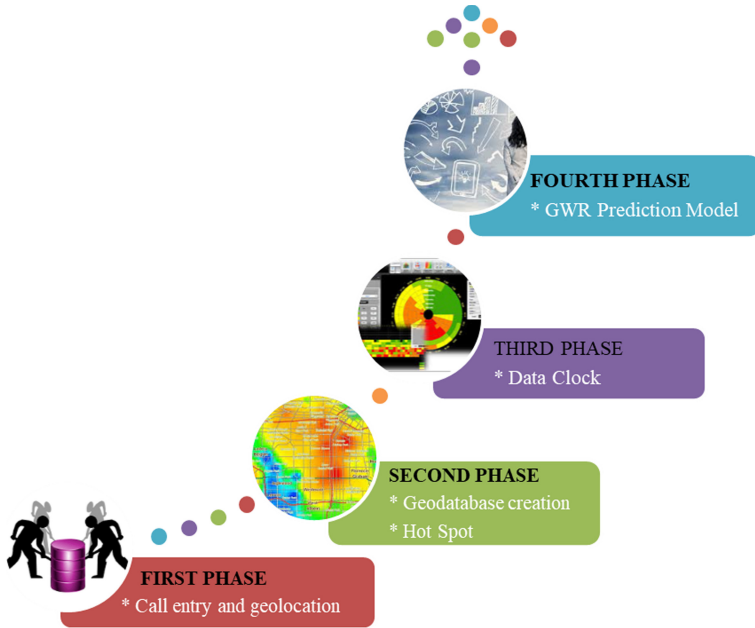 FOURTH PHASE
* GWR Prediction Model
THIRD PHASE
* Data Clock
SECOND PHASE
* Geodatabase creation
* Hot Spot
FIRST PHASE
* Call entry and geolocation